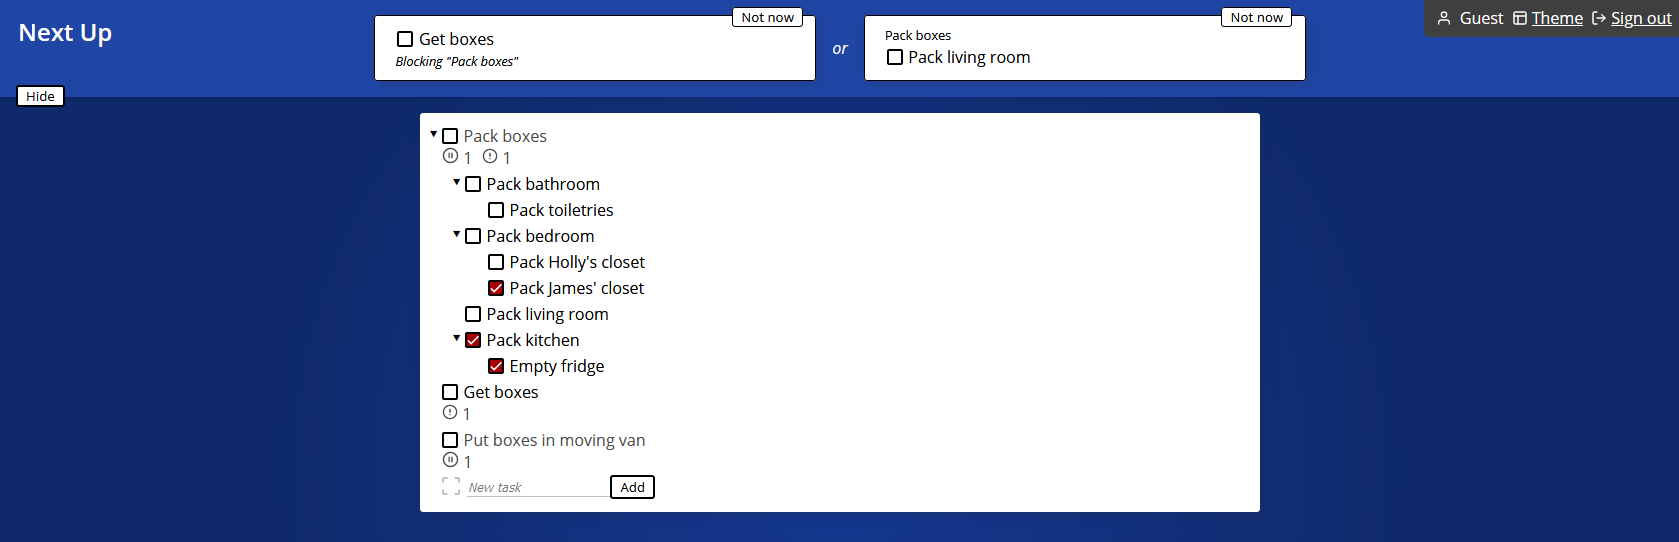 Next Up
Not now
Get boxes
Blocking "Pack boxes"
or
Not now
Pack boxes
Pack living room
Guest Theme Sign out
Hide
Pack boxes
1 1
Pack bathroom
Pack toiletries
Pack bedroom
Pack Holly's closet
Pack James' closet
Pack living room
Pack kitchen
Empty fridge
Get boxes
1
Put boxes in moving van
1
New task Add